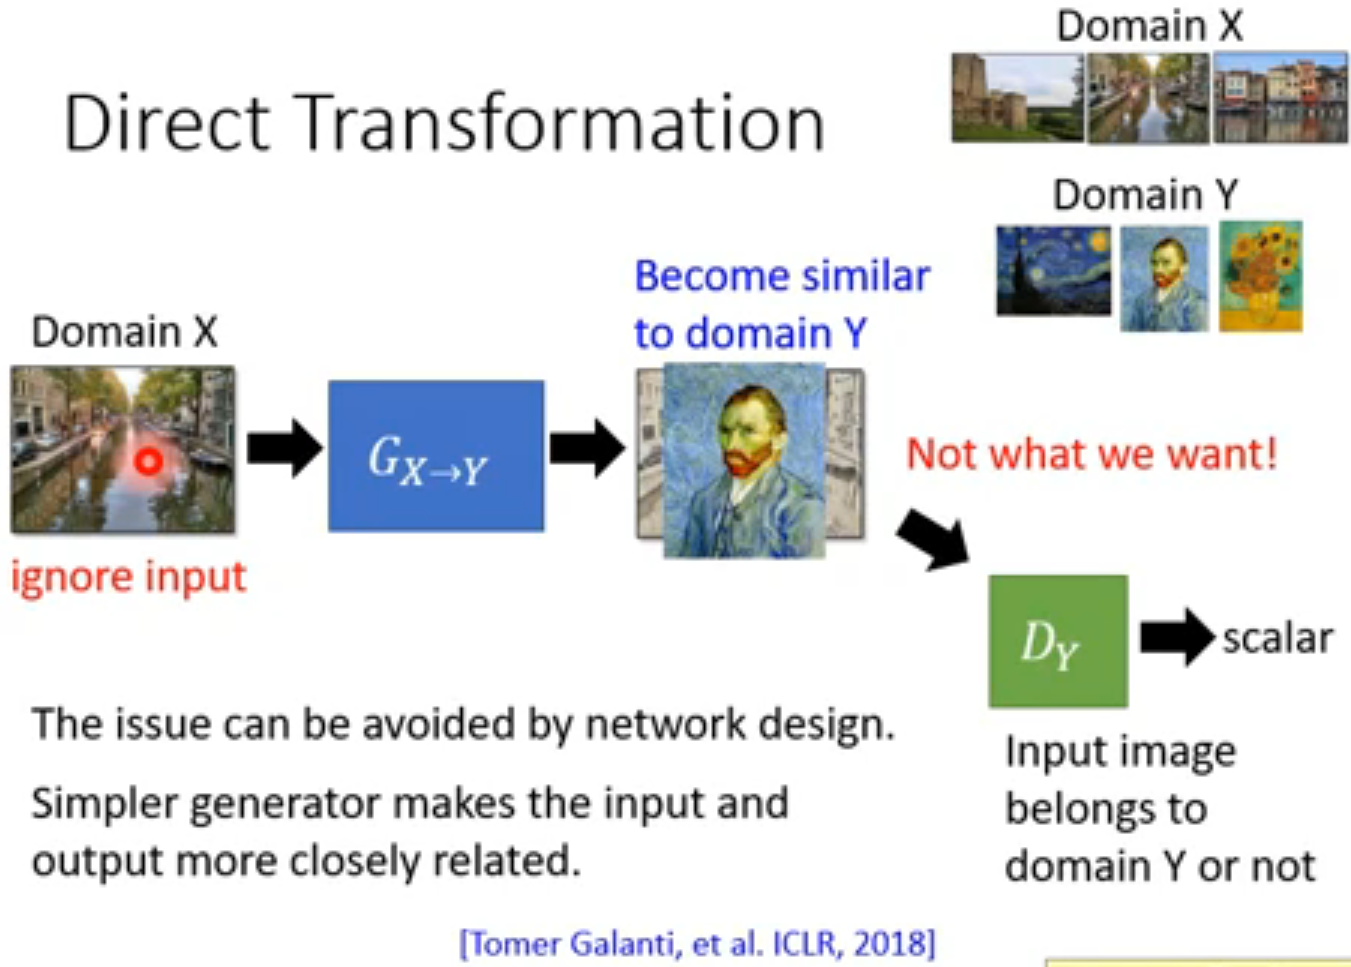 Domain X
Direct Transformation
Domain Y
Become similar
to domain Y
Domain X
G_{X→Y}
Not what we want!
ignore input
D_Y
scalar
The issue can be avoided by network design.
Simpler generator makes the input and
output more closely related.
Input image
belongs to
domain Y or not
[Tomer Galanti, et al. ICLR, 2018]